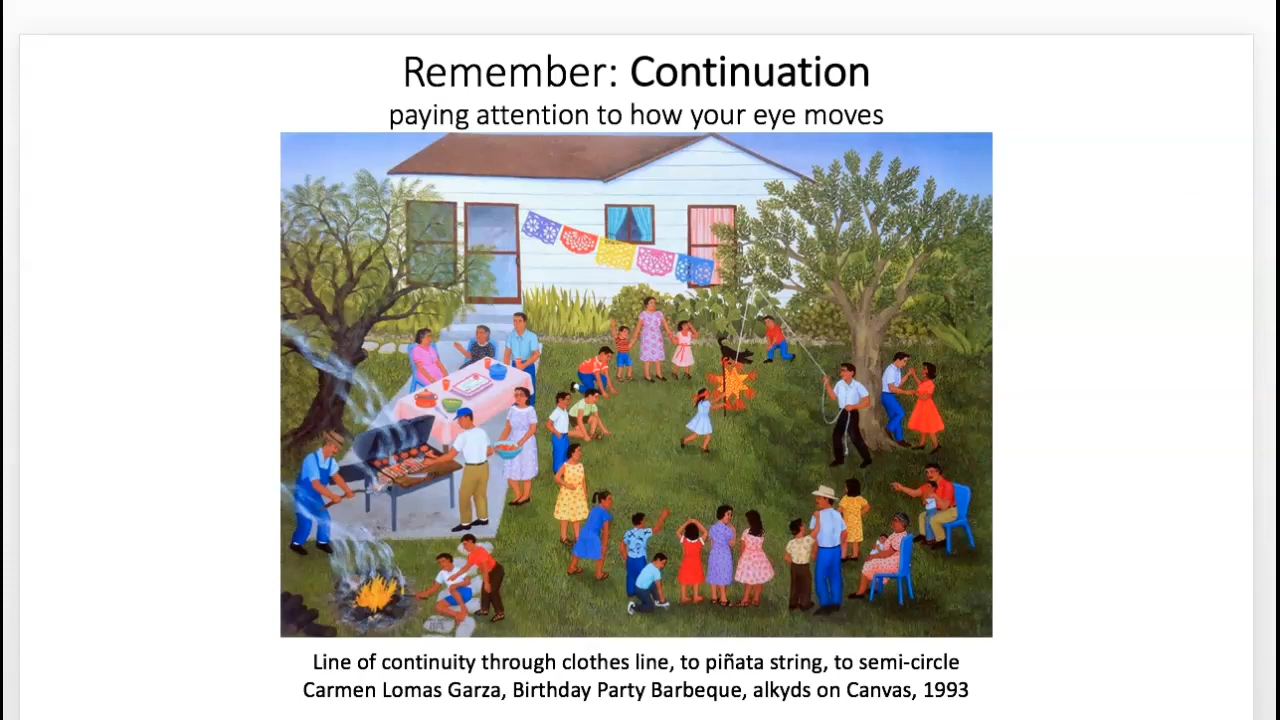 Remember: Continuation
paying attention to how your eye moves
Line of continuity through clothes line, to piñata string, to semi-circle
Carmen Lomas Garza, Birthday Party Barbeque, alkyds on Canvas, 1993